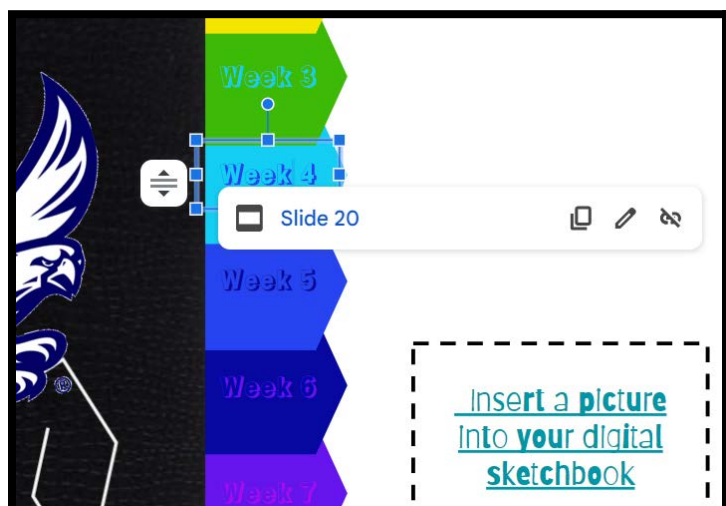 Week 3
Week 4
Slide 20
Week 5
Week 6
Week 7
Insert a picture
into your digital
sketchbook
®